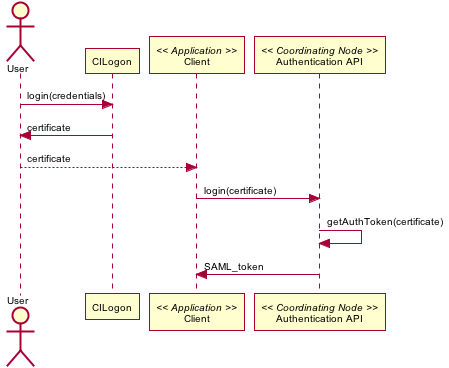 User
CILogon
<< Application >>
Client
<< Coordinating Node >>
Authentication API
login(credentials)
certificate
certificate
login(certificate)
getAuthToken(certificate)
SAML_token
User
CILogon
<< Application >>
Client
<< Coordinating Node >>
Authentication API